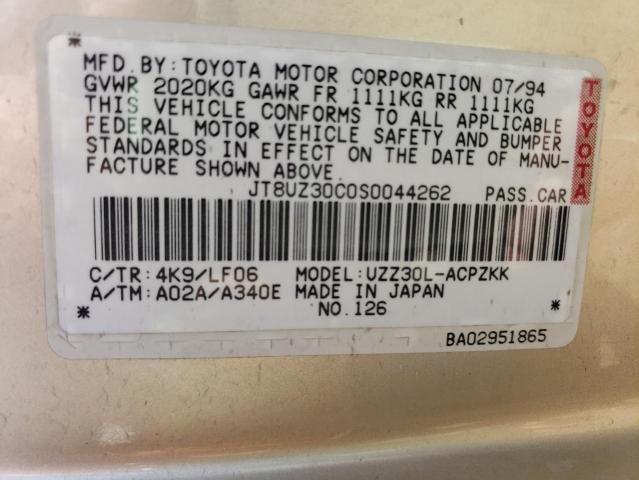 *
MFD. BY: TOYOTA MOTOR CORPORATION 07/94
GVWR 2020KG GAWR FR 1111KG RR 1111KG
THIS VEHICLE CONFORMS TO ALL APPLICABLE
FEDERAL MOTOR VEHICLE SAFETY AND BUMPER
STANDARDS IN EFFECT ON THE DATE OF MANU-
FACTURE SHOWN ABOVE.
JT8UZ30C0S0044262 PASS. CAR
TOYOTA
C/TR: 4K9/LF06 MODEL: UZZ30L-ACPZKK
A/TM: A02A/A340E MADE IN JAPAN
* NO. 126 *
BA02951865